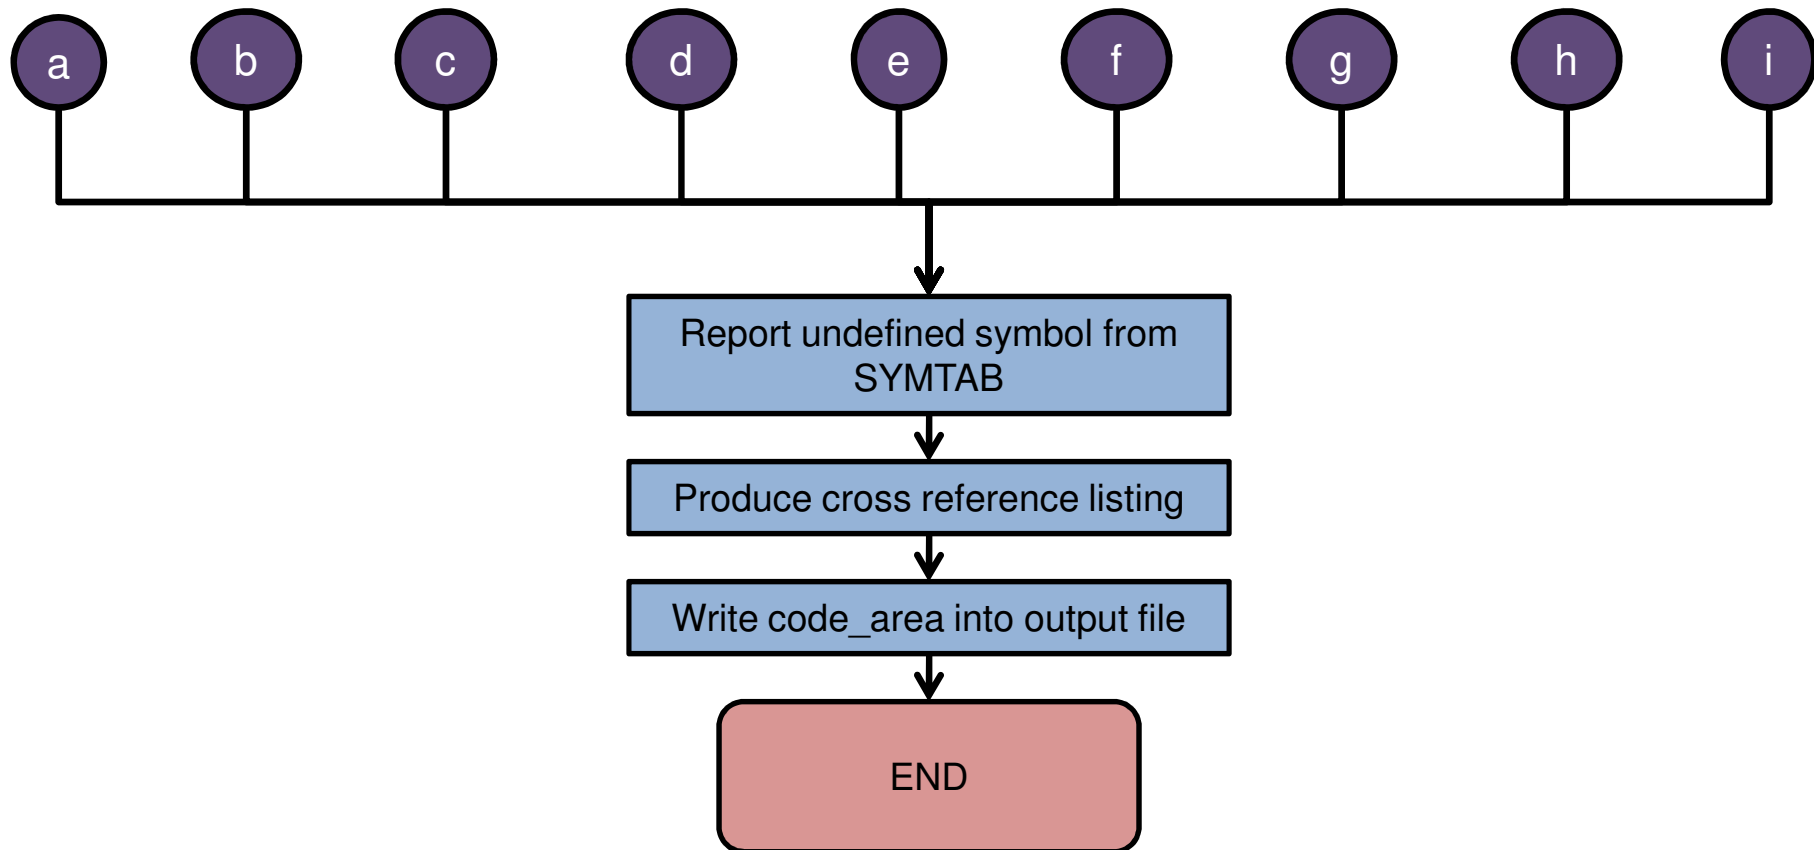 a b c d e f g h i
Report undefined symbol from
SYMTAB
Produce cross reference listing
Write code_area into output file
END